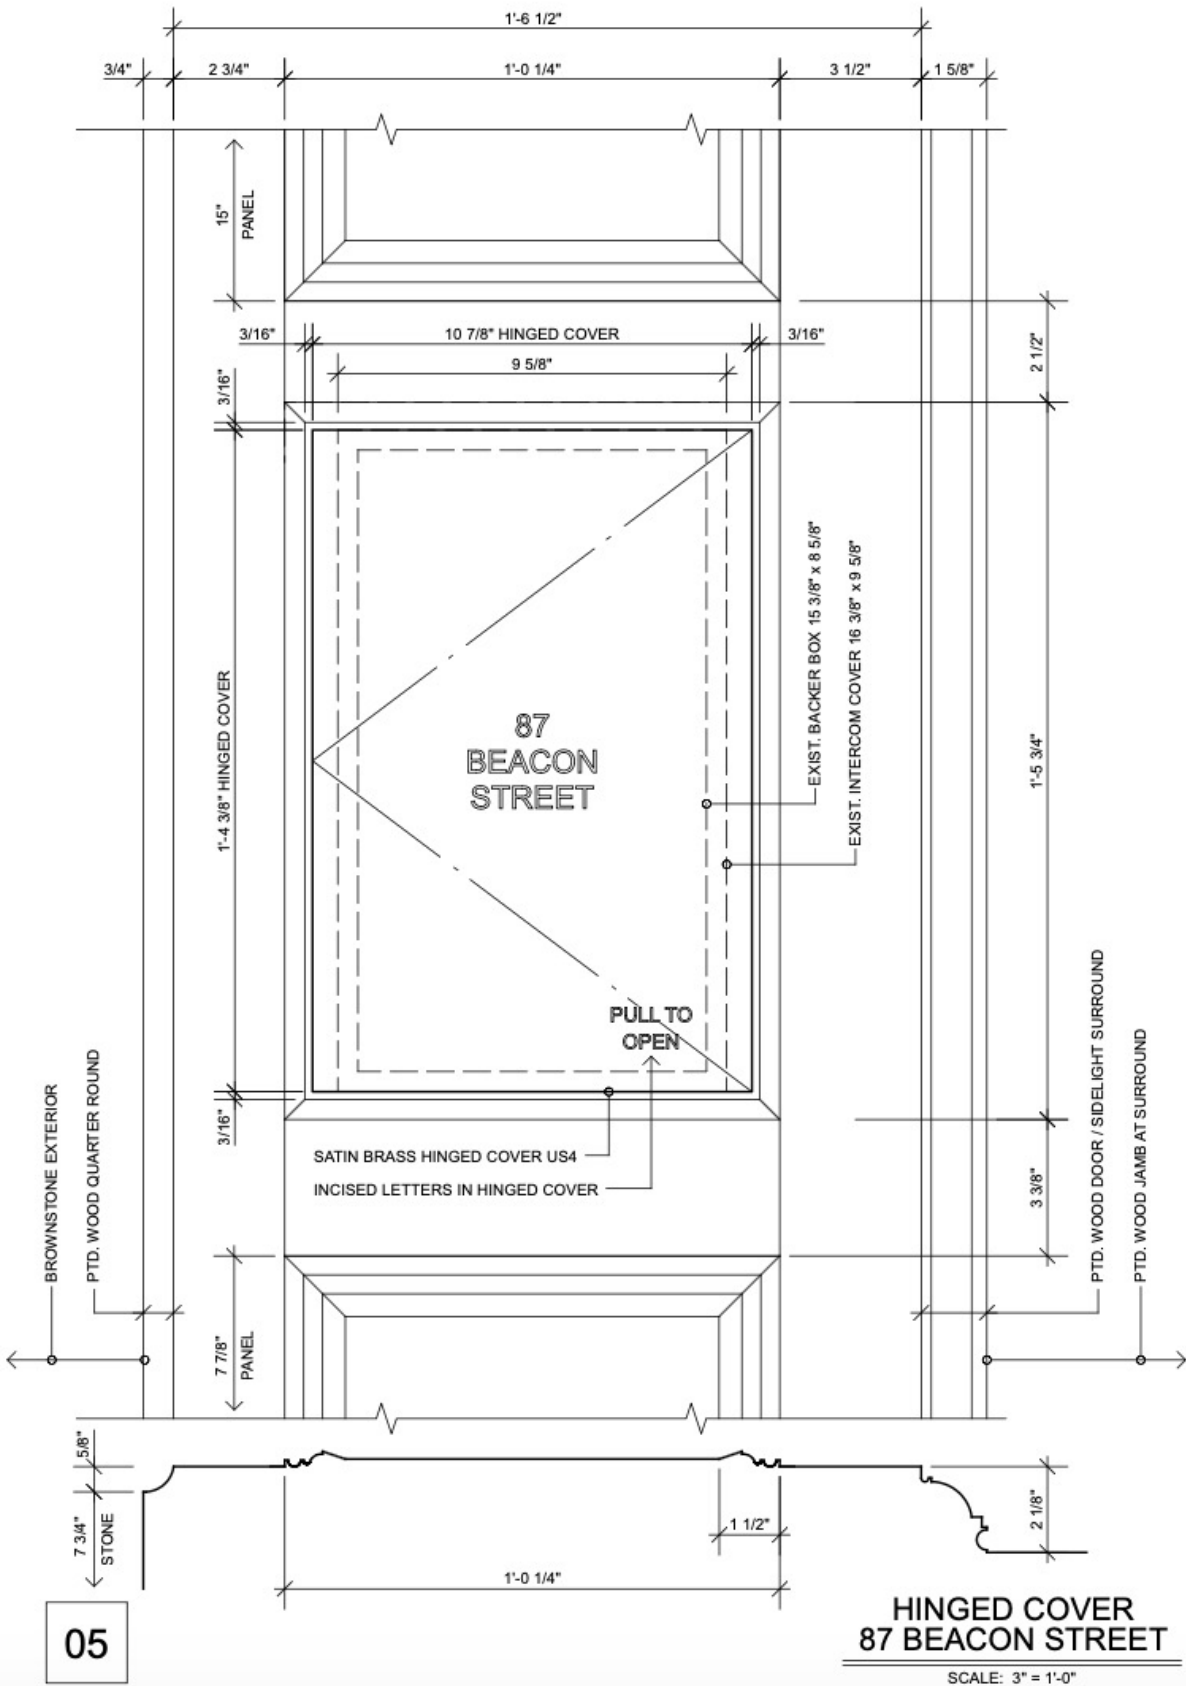 1'-6 1/2"
3/4"
2 3/4"
1'-0 1/4"
3 1/2"
1 5/8"
15"
PANEL
3/16"
10 7/8" HINGED COVER
3/16"
9 5/8"
2 1/2"
3/16"
1'-4 3/8" HINGED COVER
87
BEACON
STREET
EXIST. BACKER BOX 15 3/8" x 8 5/8"
EXIST. INTERCOM COVER 16 3/8" x 9 5/8"
1'-5 3/4"
PULL TO
OPEN
3/16"
SATIN BRASS HINGED COVER US4
INCISED LETTERS IN HINGED COVER
BROWNSTONE EXTERIOR
PTD. WOOD QUARTER ROUND
3 3/8"
PTD. WOOD DOOR / SIDELIGHT SURROUND
PTD. WOOD JAMB AT SURROUND
7 7/8"
PANEL
5/8"
7 3/4"
STONE
1 1/2"
2 1/8"
1'-0 1/4"
05
HINGED COVER
87 BEACON STREET
SCALE: 3" = 1'-0"